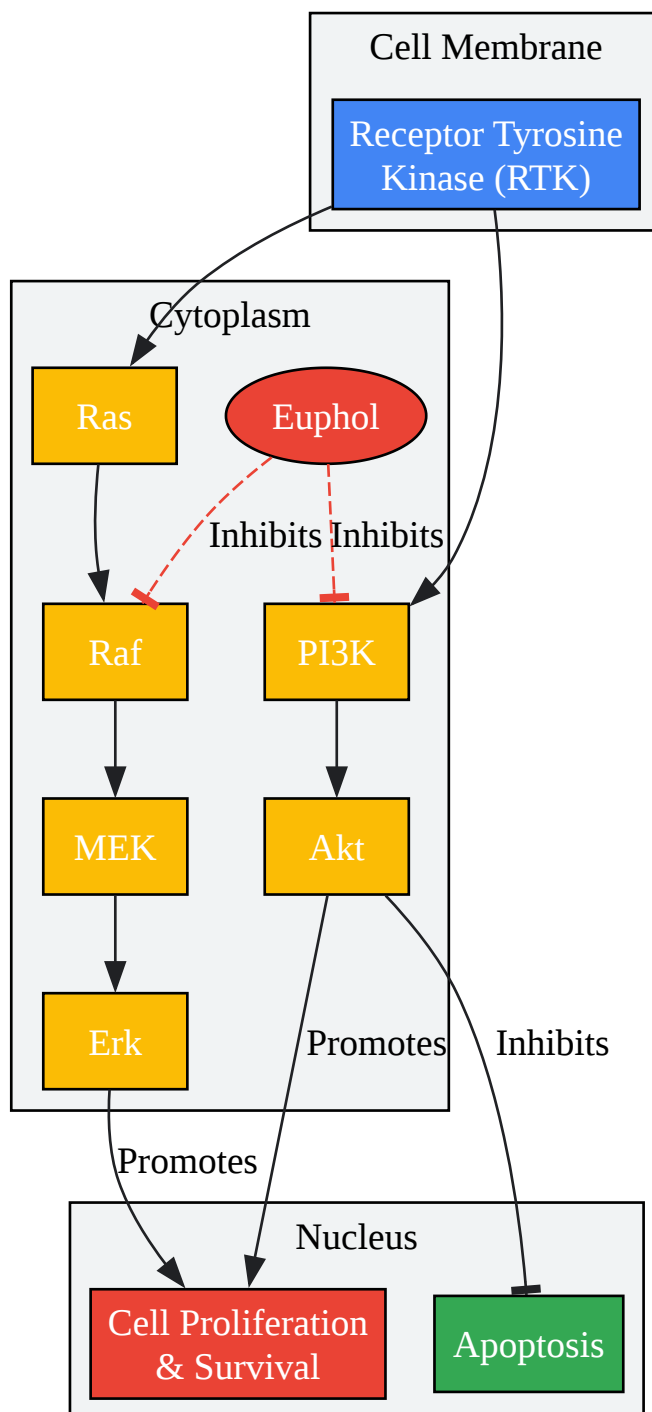 Cell Membrane
Receptor Tyrosine
Kinase (RTK)
Cytoplasm
Ras
Euphol
Inhibits
Inhibits
Raf
PI3K
MEK
Akt
Erk
Promotes
Inhibits
Promotes
Nucleus
Cell Proliferation
& Survival
Apoptosis